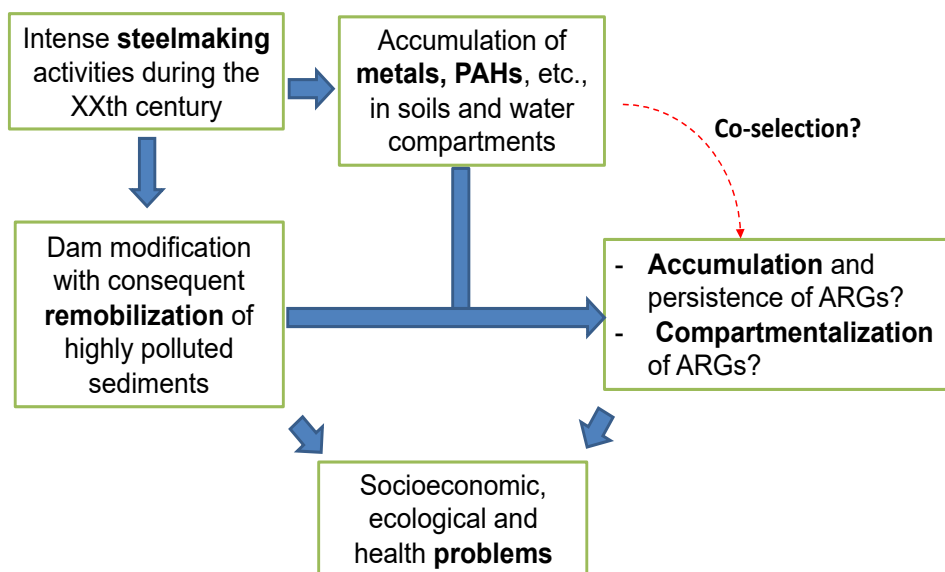 Intense steelmaking
activities during the
XXth century
Accumulation of
metals, PAHs, etc.,
in soils and water
compartments
Co-selection?
Dam modification
with consequent
remobilization of
highly polluted
sediments
- Accumulation and
persistence of ARGs?
- Compartmentalization
of ARGs?
Socioeconomic,
ecological and
health problems